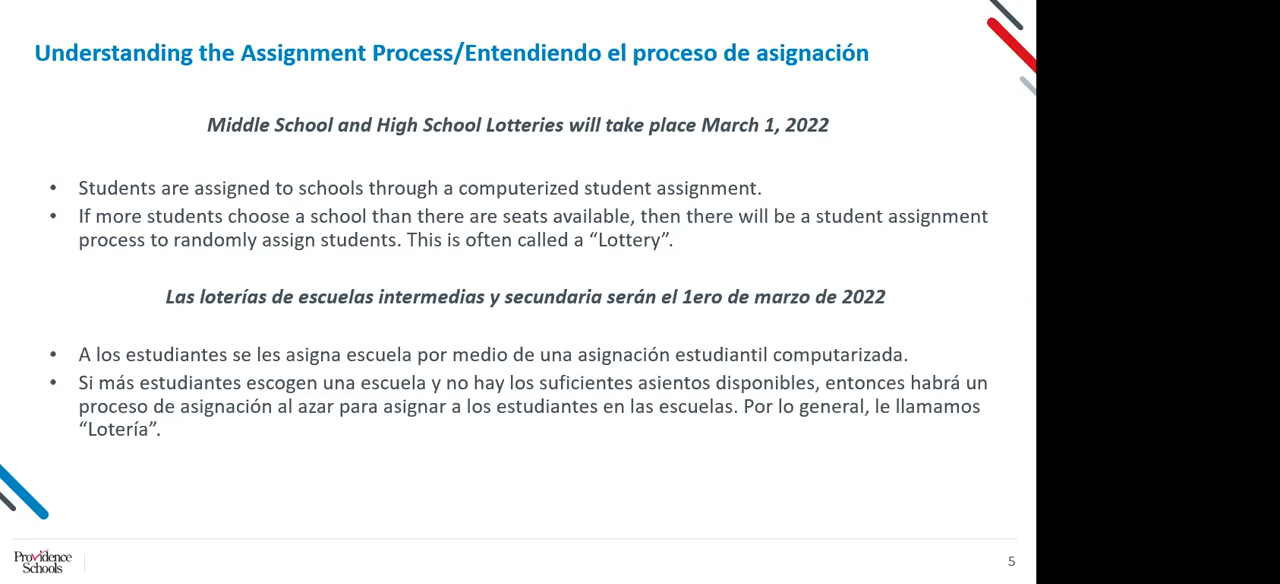 Understanding the Assignment Process/Entendiendo el proceso de asignación
Middle School and High School Lotteries will take place March 1, 2022
• Students are assigned to schools through a computerized student assignment.
• If more students choose a school than there are seats available, then there will be a student assignment
process to randomly assign students. This is often called a “Lottery”.
Las loterías de escuelas intermedias y secundaria serán el 1ero de marzo de 2022
• A los estudiantes se les asigna escuela por medio de una asignación estudiantil computarizada.
• Si más estudiantes escogen una escuela y no hay los suficientes asientos disponibles, entonces habrá un
proceso de asignación al azar para asignar a los estudiantes en las escuelas. Por lo general, le llamamos
“Lotería”.
Providence
Schools
5